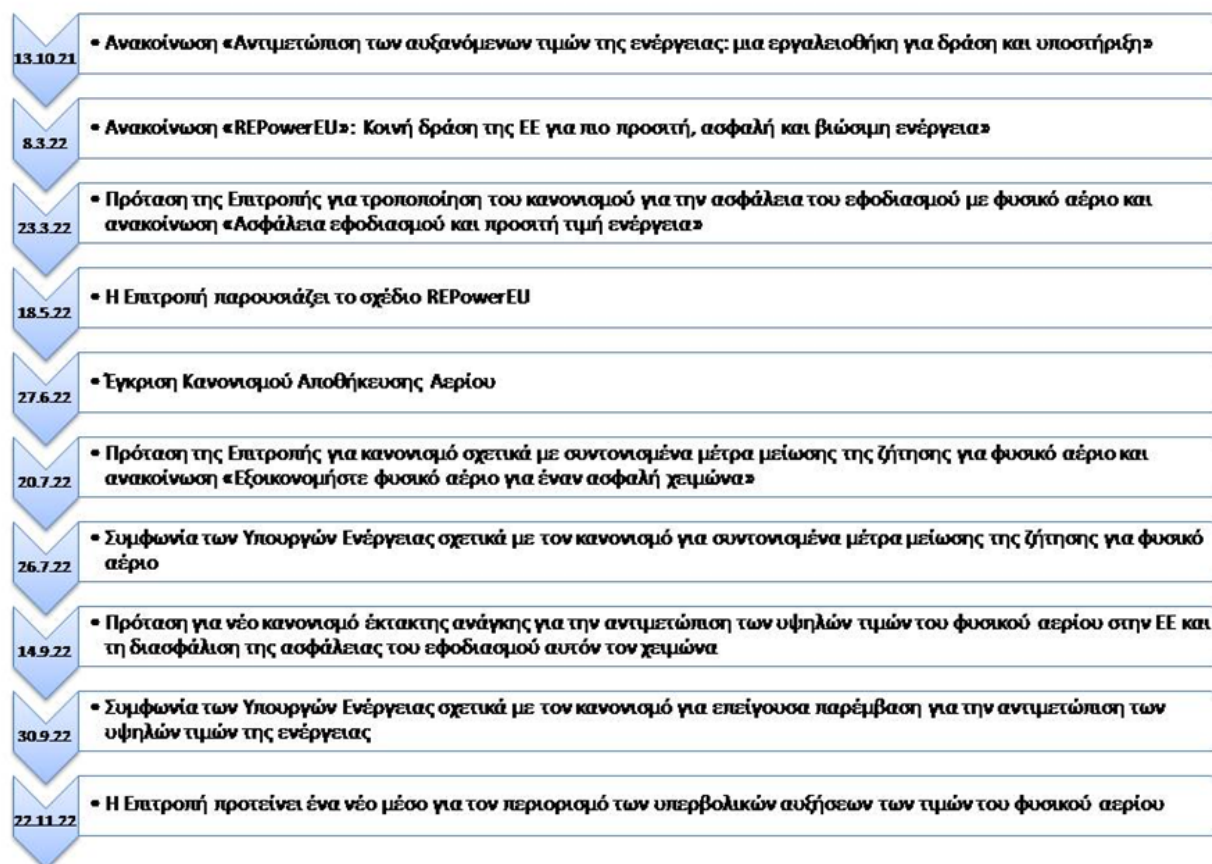 13.10.21
• Ανακοίνωση «Αντιμετώπιση των αυξανόμενων τιμών της ενέργειας: μια εργαλειοθήκη για δράση και υποστήριξη»
8.3.22
• Ανακοίνωση «REPowerEU»: Κοινή δράση της ΕΕ για πιο προσιτή, ασφαλή και βιώσιμη ενέργεια»
23.3.22
• Πρόταση της Επιτροπής για τροποποίηση του κανονισμού για την ασφάλεια του εφοδιασμού με φυσικό αέριο και
ανακοίνωση «Ασφάλεια εφοδιασμού και προσιτή τιμή ενέργεια»
18.5.22
• Η Επιτροπή παρουσιάζει το σχέδιο REPowerEU
27.6.22
• Έγκριση Κανονισμού Αποθήκευσης Αερίου
20.7.22
• Πρόταση της Επιτροπής για κανονισμό σχετικά με συντονισμένα μέτρα μείωσης της ζήτησης για φυσικό αέριο και
ανακοίνωση «Εξοικονομήστε φυσικό αέριο για έναν ασφαλή χειμώνα»
26.7.22
• Συμφωνία των Υπουργών Ενέργειας σχετικά με τον κανονισμό για συντονισμένα μέτρα μείωσης της ζήτησης για φυσικό
αέριο
14.9.22
• Πρόταση για νέο κανονισμό έκτακτης ανάγκης για την αντιμετώπιση των υψηλών τιμών του φυσικού αερίου στην ΕΕ και
τη διασφάλιση της ασφάλειας του εφοδιασμού αυτόν τον χειμώνα
30.9.22
• Συμφωνία των Υπουργών Ενέργειας σχετικά με τον κανονισμό για επείγουσα παρέμβαση για την αντιμετώπιση των
υψηλών τιμών της ενέργειας
22.11.22
• Η Επιτροπή προτείνει ένα νέο μέσο για τον περιορισμό των υπερβολικών αυξήσεων των τιμών του φυσικού αερίου